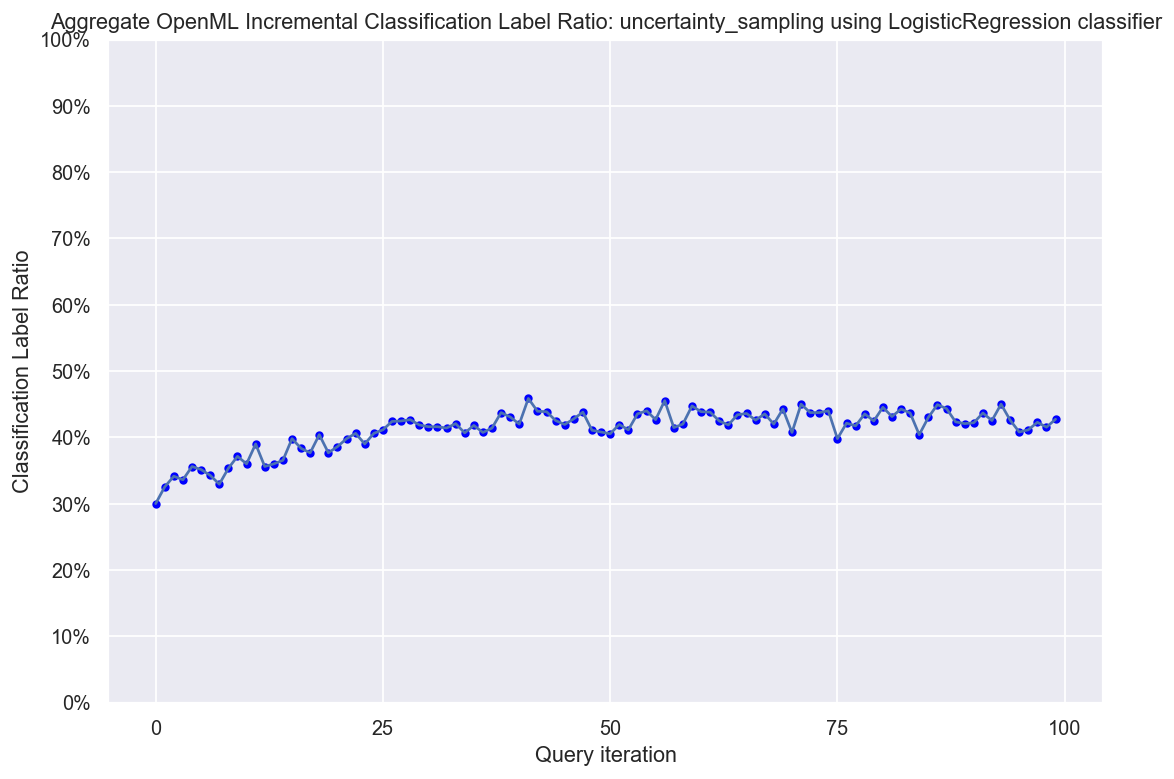 Aggregate OpenML Incremental Classification Label Ratio: uncertainty_sampling using LogisticRegression classifier
100%
90%
80%
70%
60%
50%
40%
30%
20%
10%
0%
Classification Label Ratio
0 25 50 75 100
Query iteration